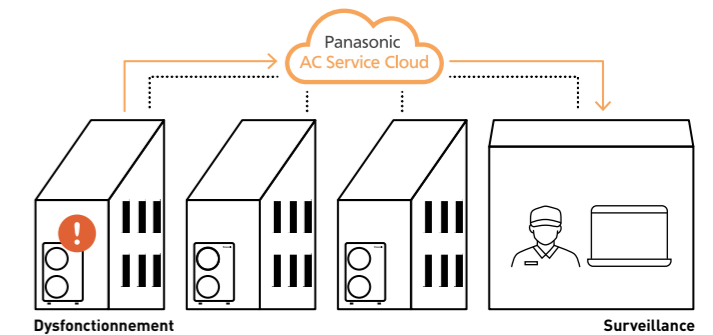 Panasonic
AC Service Cloud
!
Dysfonctionnement
Surveillance